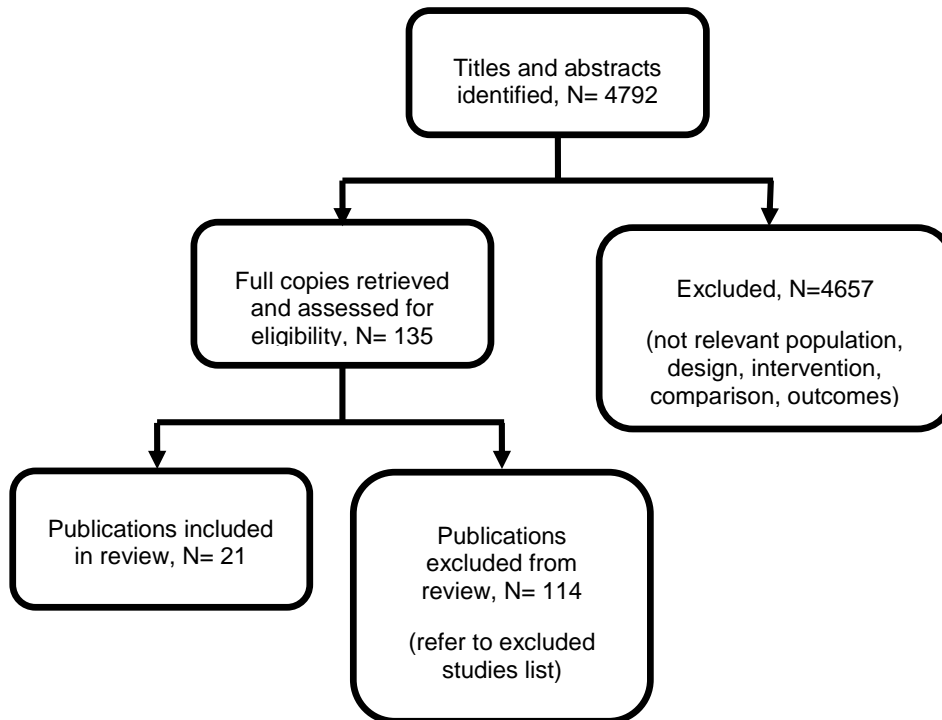 Titles and abstracts
identified, N= 4792
Full copies retrieved
and assessed for
eligibility, N= 135
Excluded, N=4657
(not relevant population,
design, intervention,
comparison, outcomes)
Publications included
in review, N= 21
Publications
excluded from
review, N= 114
(refer to excluded
studies list)